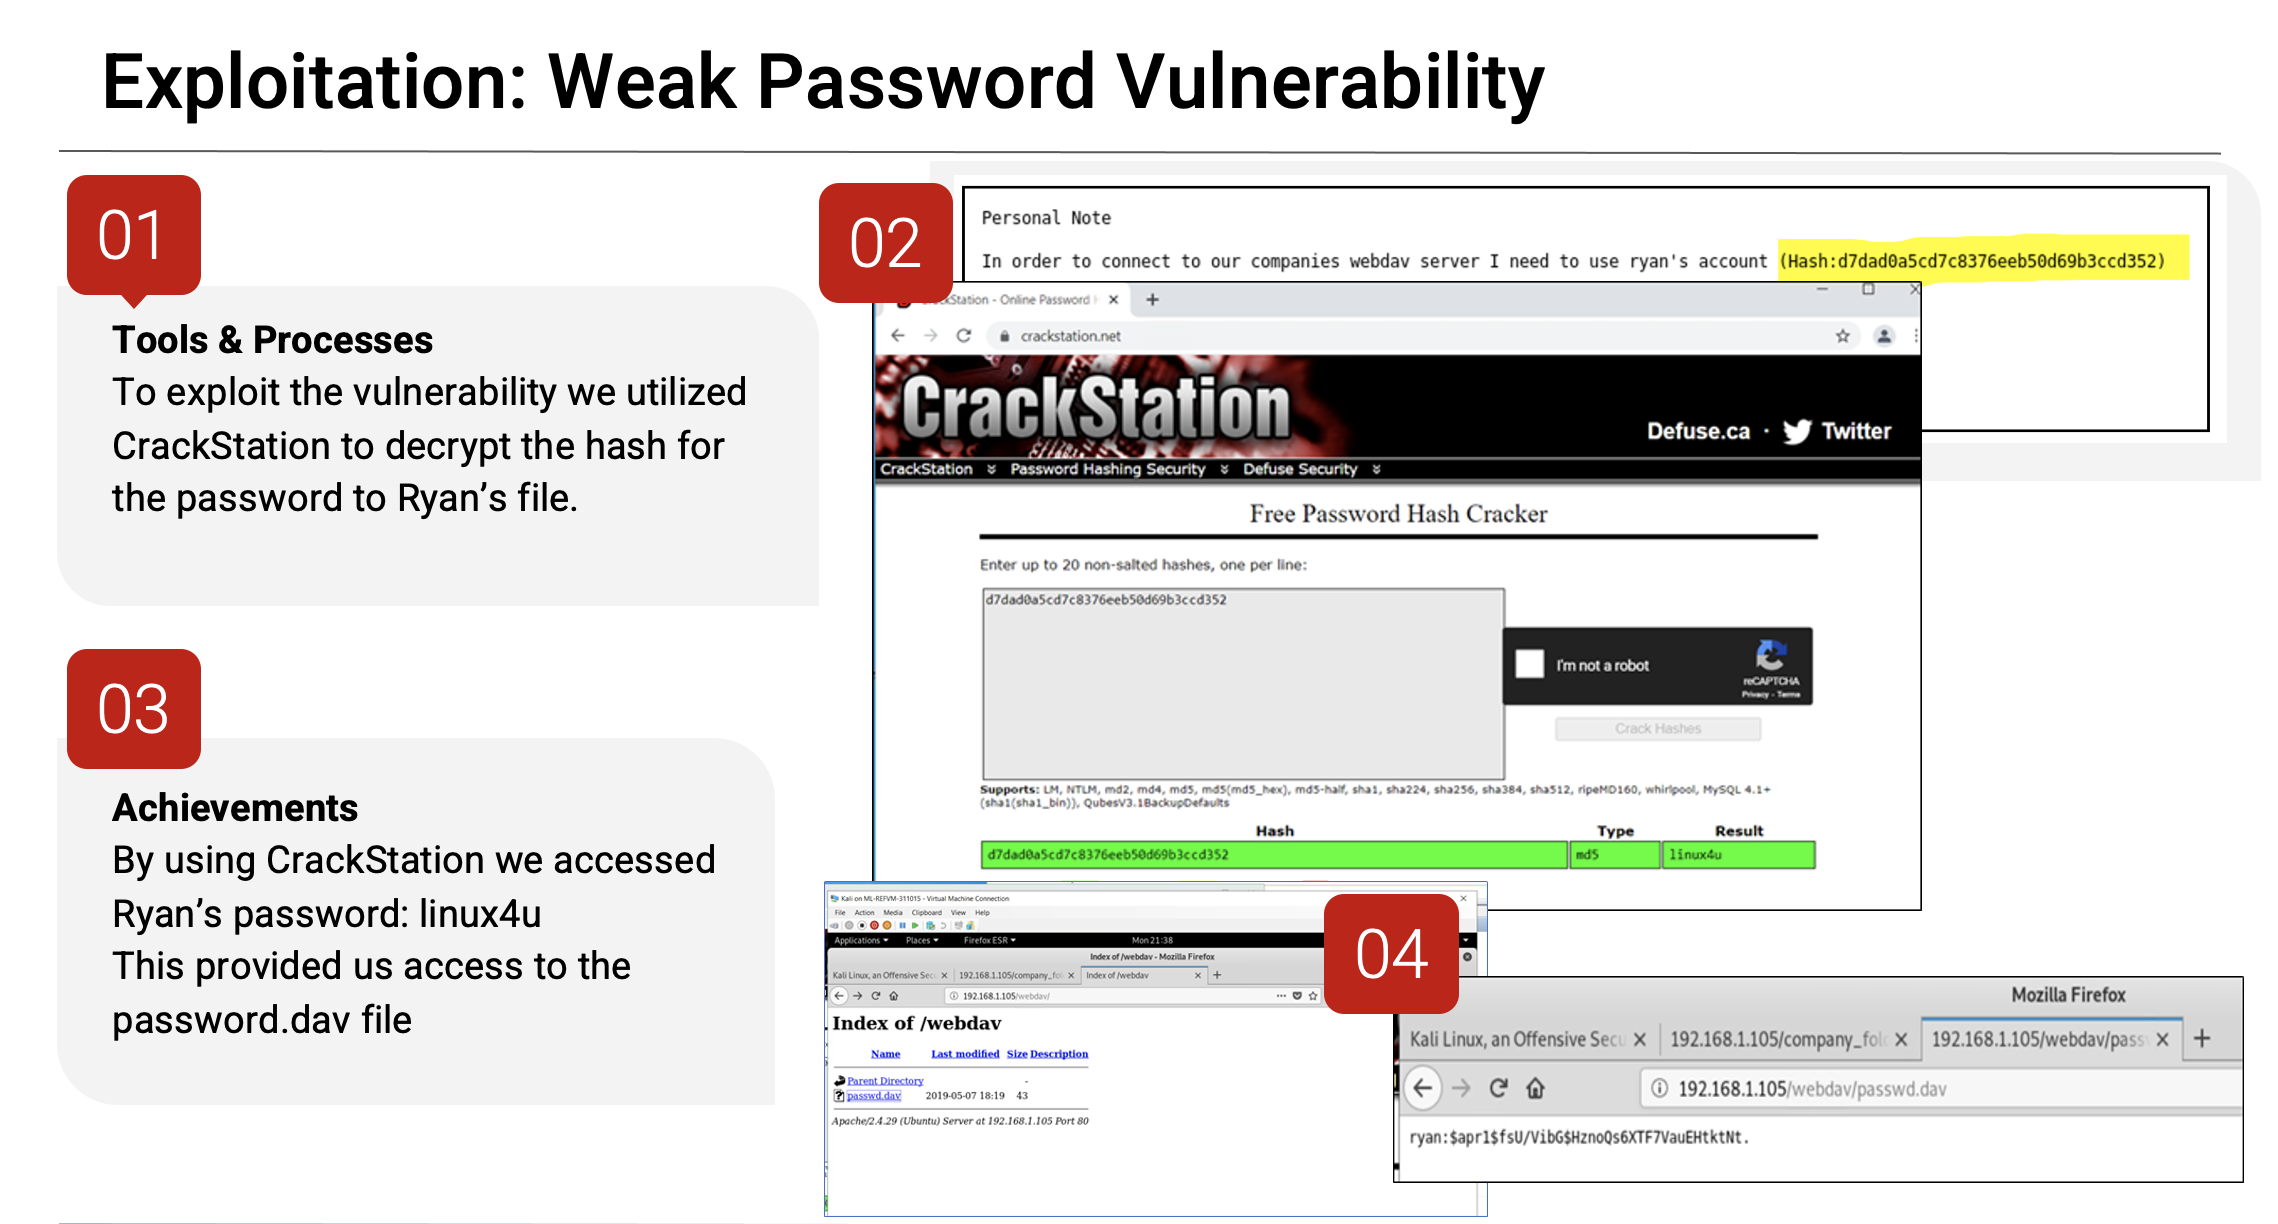 Exploitation: Weak Password Vulnerability
01
Tools & Processes
To exploit the vulnerability we utilized
CrackStation to decrypt the hash for
the password to Ryan’s file.
02
Personal Note
In order to connect to our companies webdav server I need to use ryan's account (Hash:d7dad0a5cd7c8376eeb50d69b3ccd352)
Station - Online Password
crackstation.net
CrackStation
Defuse.ca · Twitter
CrackStation Password Hashing Security Defuse Security
Free Password Hash Cracker
Enter up to 20 non-salted hashes, one per line:
d7dad0a5cd7c8376eeb50d69b3ccd352
I'm not a robot
reCAPTCHA
Privacy - Terms
Crack Hashes
Supports: LM, NTLM, md2, md4, md5, md5(md5_hex), md5-half, sha1, sha224, sha256, sha384, sha512, ripeMD160, whirlpool, MySQL 4.1+
(sha1(sha1_bin)), QubesV3.1BackupDefaults
Hash Type Result
d7dad0a5cd7c8376eeb50d69b3ccd352 md5 linux4u
03
Achievements
By using CrackStation we accessed
Ryan’s password: linux4u
This provided us access to the
password.dav file
Kali on ML-REFVM-311015 - Virtual Machine Connection
File Action Media Clipboard View Help
Applications Places Firefox ESR Mon 21:38
Index of /webdav - Mozilla Firefox
Kali Linux, an Offensive Sec 192.168.1.105/company_fo Index of /webdav
192.168.1.105/webdav/
Index of /webdav
Name Last modified Size Description
Parent Directory -
passwd.dav 2019-05-07 18:19 43
Apache/2.4.29 (Ubuntu) Server at 192.168.1.105 Port 80
04
Mozilla Firefox
Kali Linux, an Offensive Secu 192.168.1.105/company_fol 192.168.1.105/webdav/pass
192.168.1.105/webdav/passwd.dav
ryan:$apr1$fsU/VibG$HznoQs6XTF7VauEHtktNt.